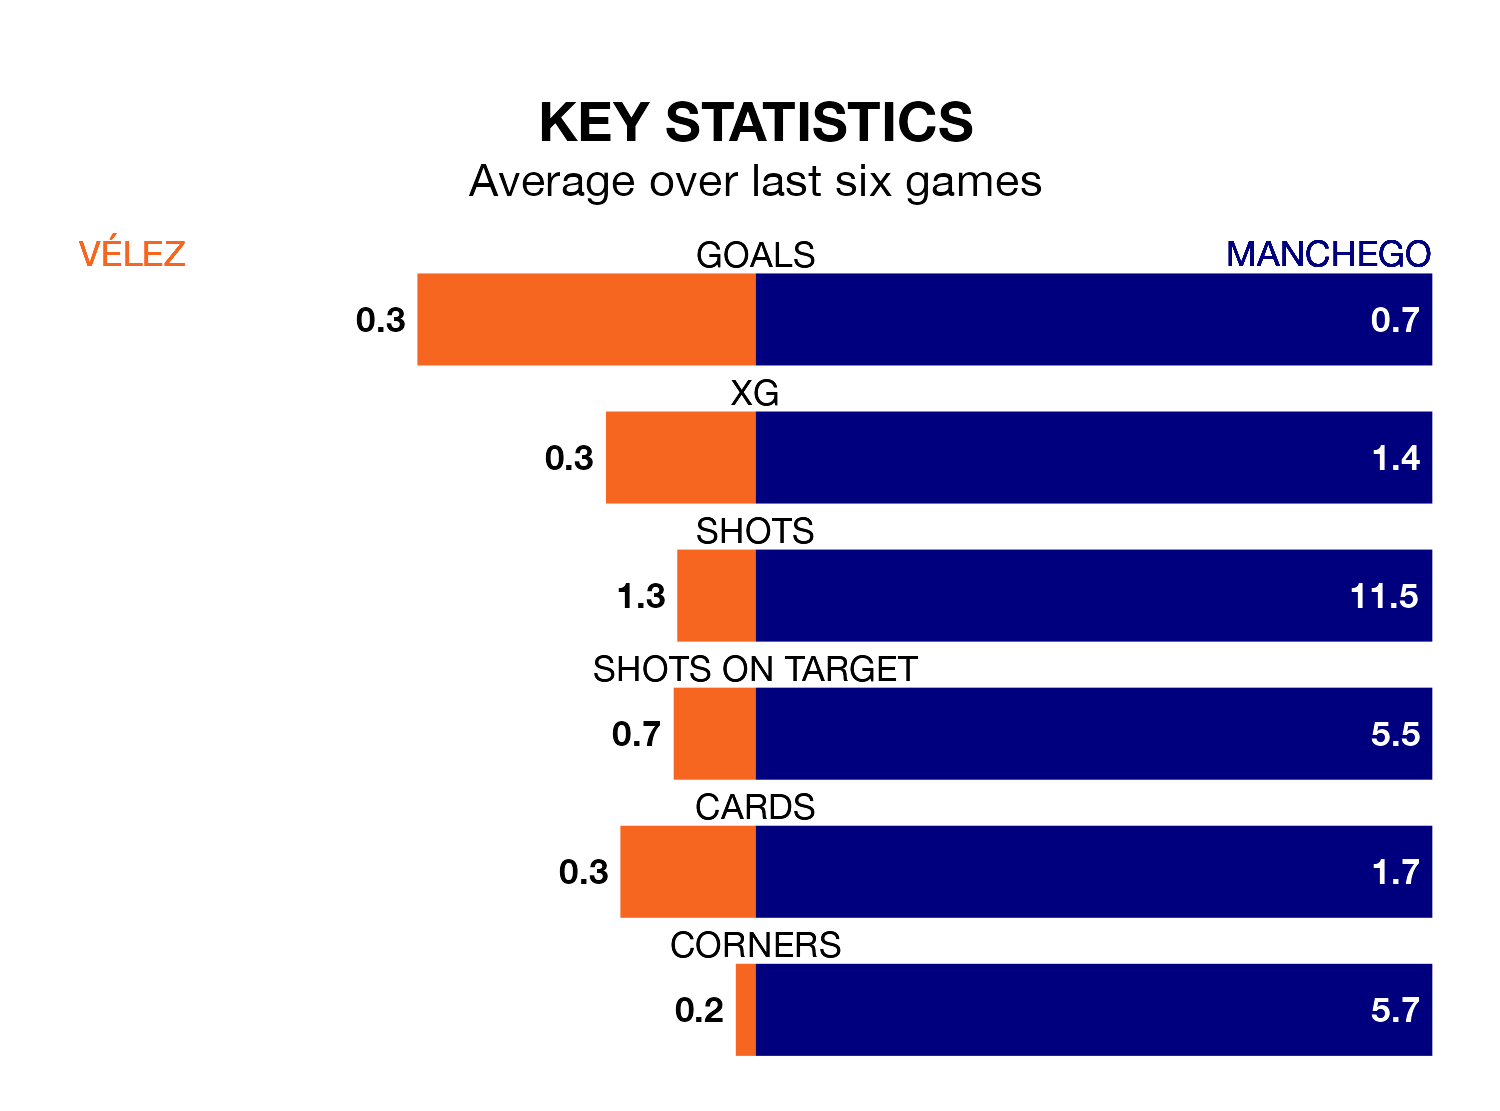 KEY STATISTICS
Average over last six games
VÉLEZ GOALS MANCHEGO
0.3 0.7
XG
0.3 1.4
SHOTS
1.3 11.5
SHOTS ON TARGET
0.7 5.5
CARDS
0.3 1.7
CORNERS
0.2 5.7